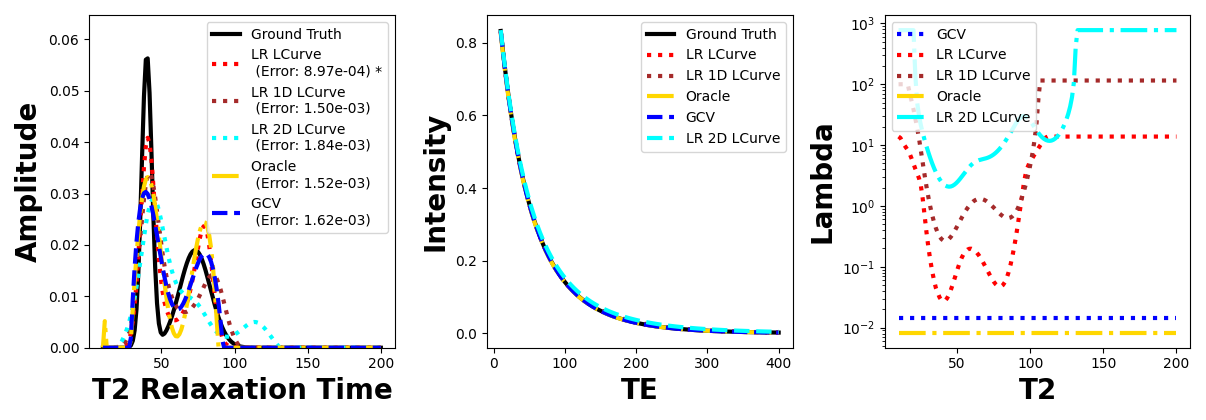 Amplitude
0.06
0.05
0.04
0.03
0.02
0.01
0.00
50
100
150
200
T2 Relaxation Time
Ground Truth
LR LCurve
(Error: 8.97e-04) *
LR 1D LCurve
(Error: 1.50e-03)
LR 2D LCurve
(Error: 1.84e-03)
Oracle
(Error: 1.52e-03)
GCV
(Error: 1.62e-03)
Intensity
0.8
0.6
0.4
0.2
0.0
0
100
200
300
400
TE
Ground Truth
LR LCurve
LR 1D LCurve
Oracle
GCV
LR 2D LCurve
Lambda
10³
10²
10¹
10⁰
10⁻¹
10⁻²
50
100
150
200
T2
GCV
LR LCurve
LR 1D LCurve
Oracle
LR 2D LCurve